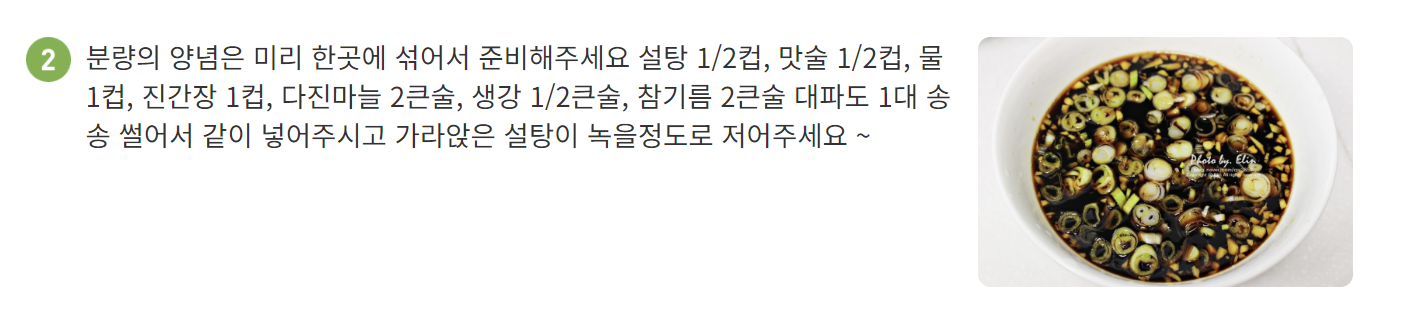 2
분량의 양념은 미리 한곳에 섞어서 준비해주세요 설탕 1/2컵, 맛술 1/2컵, 물
1컵, 진간장 1컵, 다진마늘 2큰술, 생강 1/2큰술, 참기름 2큰술 대파도 1대 송
송 썰어서 같이 넣어주시고 가라앉은 설탕이 녹을정도로 저어주세요 ~
Photo by. Elin